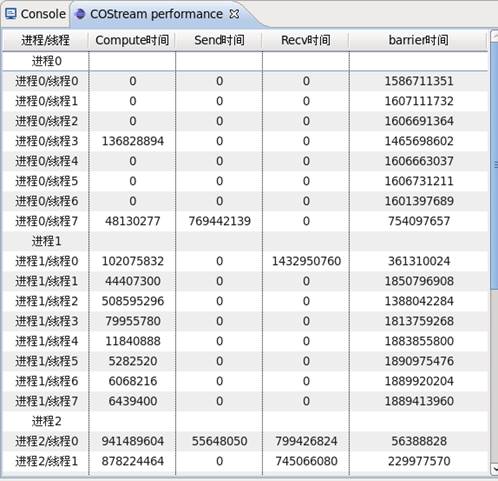 Console COStream performance
进程/线程 Compute时间 Send时间 Recv时间 barrier时间
进程0
进程0/线程0 0 0 0 1586711351
进程0/线程1 0 0 0 1607111732
进程0/线程2 0 0 0 1606691364
进程0/线程3 136828894 0 0 1465698602
进程0/线程4 0 0 0 1606663037
进程0/线程5 0 0 0 1606731211
进程0/线程6 0 0 0 1601397689
进程0/线程7 48130277 769442139 0 754097657
进程1
进程1/线程0 102075832 0 1432950760 361310024
进程1/线程1 44407300 0 0 1850796908
进程1/线程2 508595296 0 0 1388042284
进程1/线程3 79955780 0 0 1813759268
进程1/线程4 11840888 0 0 1883855800
进程1/线程5 5282520 0 0 1890975476
进程1/线程6 6068216 0 0 1889920204
进程1/线程7 6439400 0 0 1889413960
进程2
进程2/线程0 941489604 55648050 799426824 56388828
进程2/线程1 878224464 0 745066080 229977570